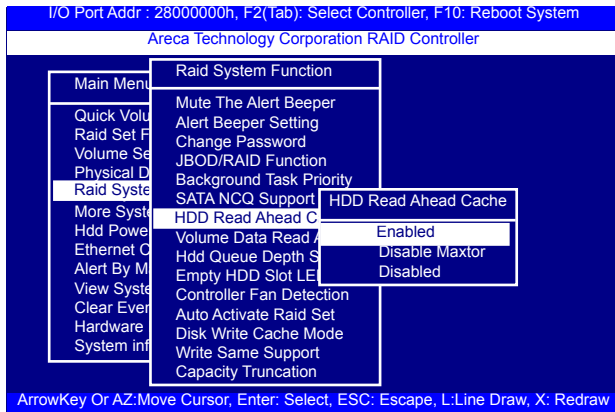 I/O Port Addr : 28000000h, F2(Tab): Select Controller, F10: Reboot System
Areca Technology Corporation RAID Controller
Main Menu
Quick Volu
Raid Set F
Volume Se
Physical D
Raid Syste
More Syste
Hdd Powe
Ethernet C
Alert By M
View Syste
Clear Even
Hardware
System inf
Raid System Function
Mute The Alert Beeper
Alert Beeper Setting
Change Password
JBOD/RAID Function
Background Task Priority
SATA NCQ Support
HDD Read Ahead C
Volume Data Read A
Hdd Queue Depth S
Empty HDD Slot LE
Controller Fan Detection
Auto Activate Raid Set
Disk Write Cache Mode
Write Same Support
Capacity Truncation
HDD Read Ahead Cache
Enabled
Disable Maxtor
Disabled
ArrowKey Or AZ:Move Cursor, Enter: Select, ESC: Escape, L:Line Draw, X: Redraw